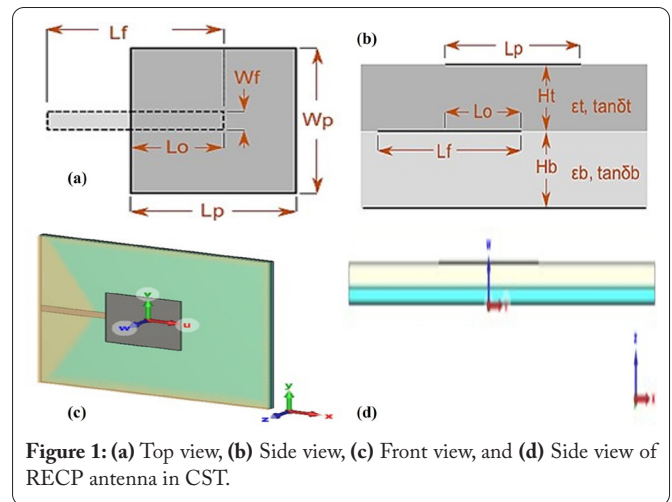 Lf
Wf
Wp
Lo
(a)
Lp
(b)
Lp
Ht
Lo
εt, tanδt
Lf
Hb
εb, tanδb
y
w
u
(c)
y
z
x
w
z
(d)
Figure 1: (a) Top view, (b) Side view, (c) Front view, and (d) Side view of
RECP antenna in CST.